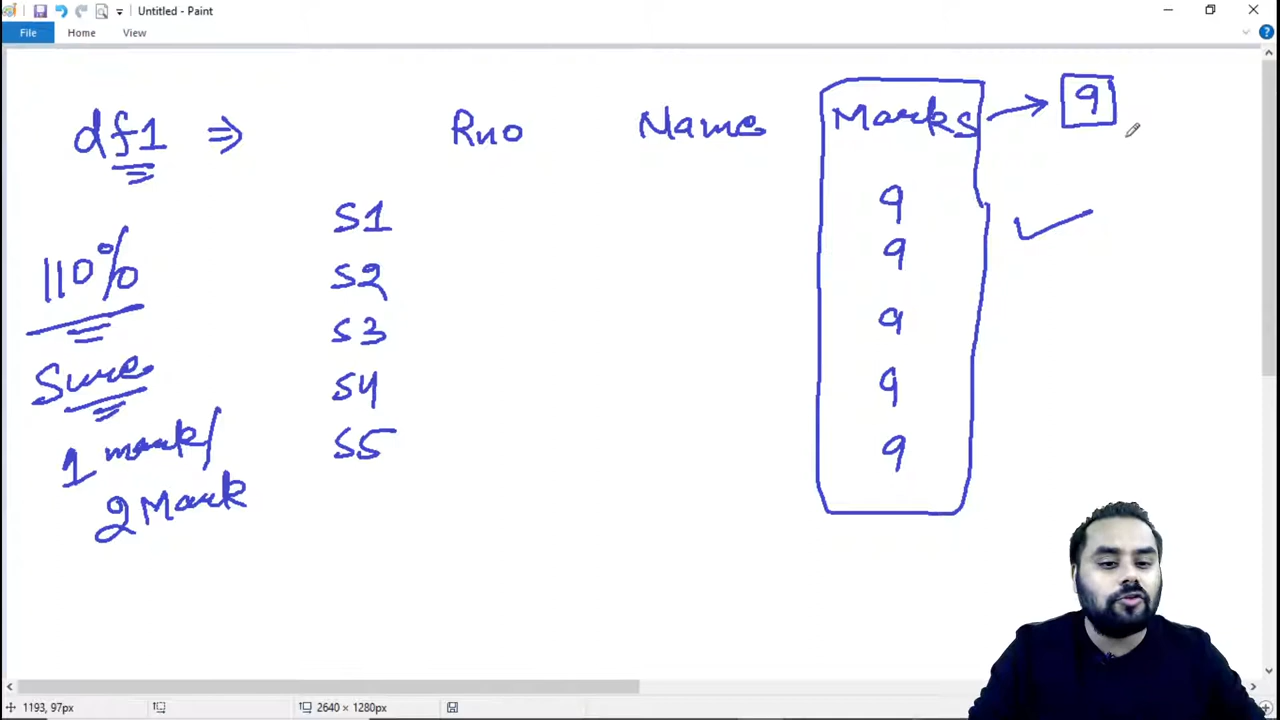 Untitled - Paint
File Home View
df1 ⇒ Rno Name Marks → 9
S1 9
S2 9
S3 9
S4 9
S5 9
110%
Sure
1 mark/
2 Mark
1193, 97px 2640 × 1280px